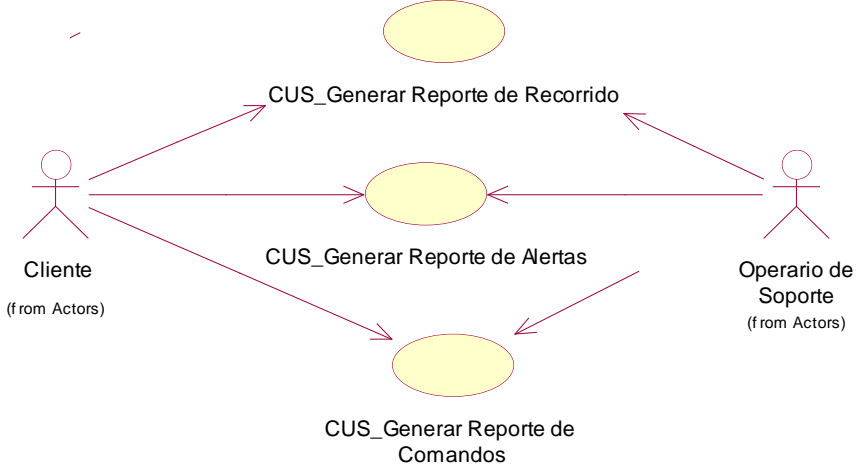 CUS_Generar Reporte de Recorrido
CUS_Generar Reporte de Alertas
Cliente
(from Actors)
Operario de
Soporte
(from Actors)
CUS_Generar Reporte de
Comandos